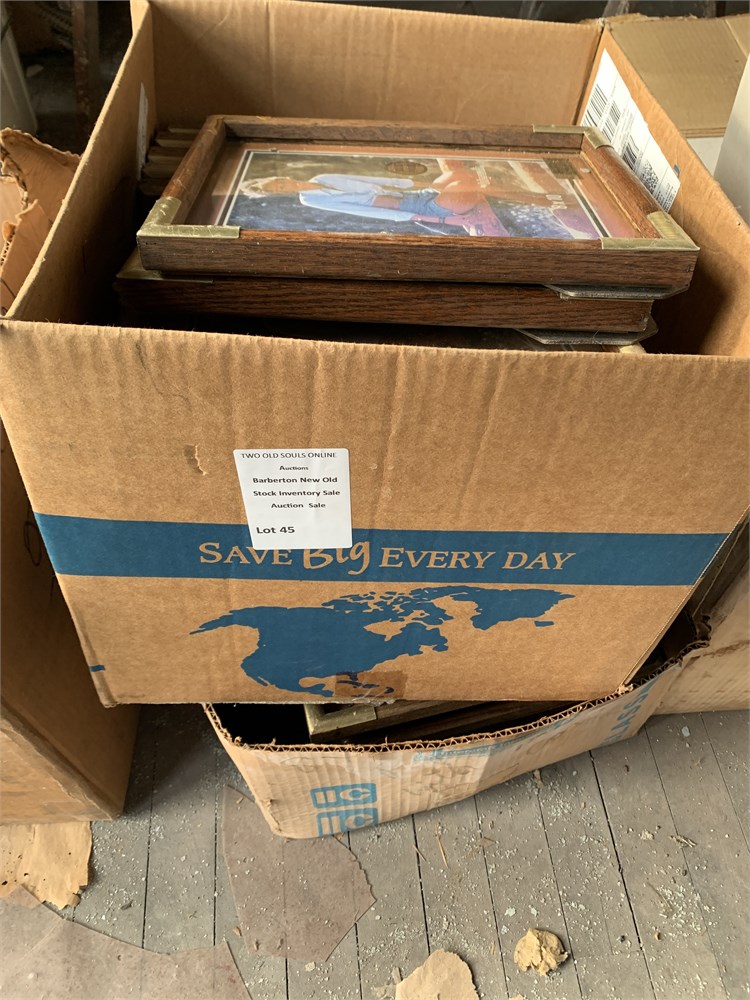 TWO OLD SOULS ONLINE
Auctions
Barberton New Old
Stock Inventory Sale
Auction Sale
Lot 45
SAVE Big EVERY DAY